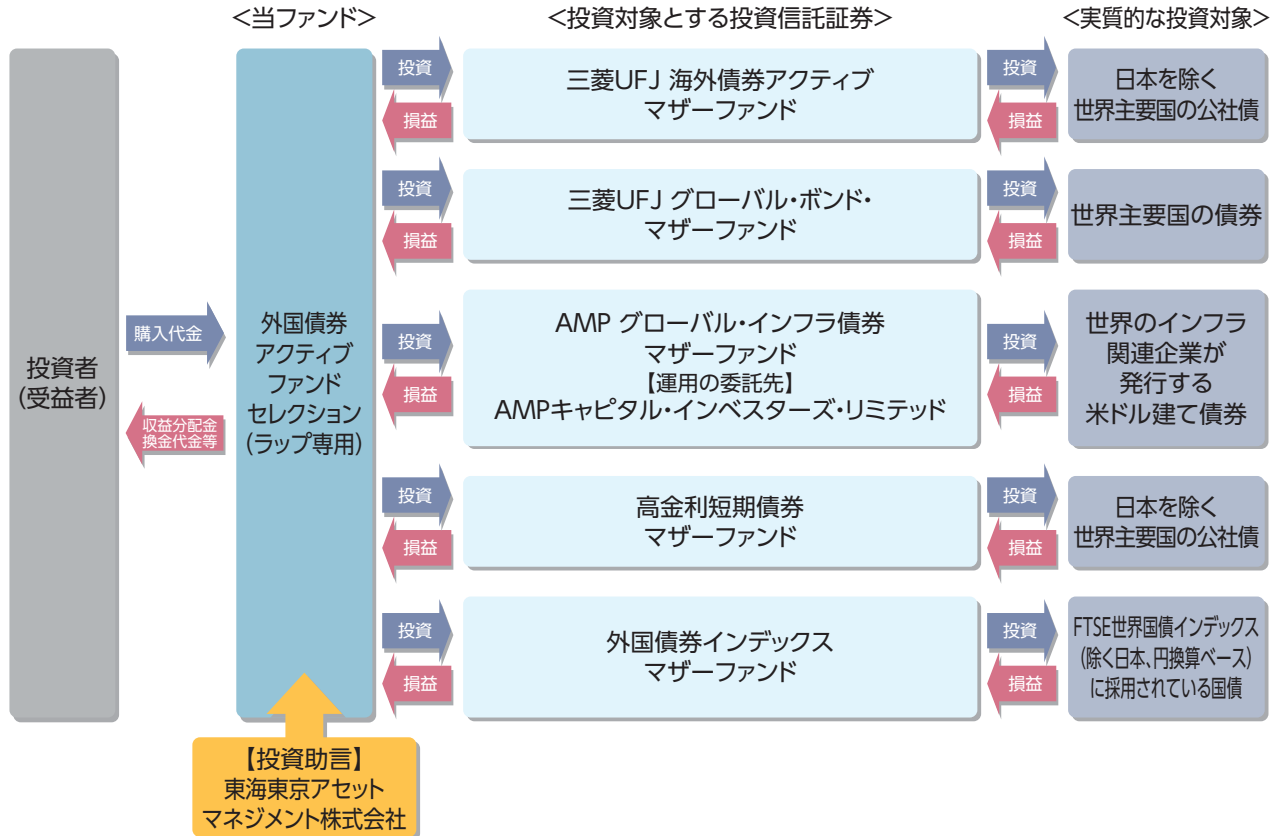 <当ファンド>
<投資対象とする投資信託証券>
<実質的な投資対象>
投資者
(受益者)
購入代金
収益分配金
換金代金等
外国債券
アクティブ
ファンド
セレクション
(ラップ専用)
【投資助言】
東海東京アセット
マネジメント株式会社
投資
損益
三菱UFJ 海外債券アクティブ
マザーファンド
投資
損益
日本を除く
世界主要国の公社債
投資
損益
三菱UFJ グローバル・ボンド・
マザーファンド
投資
損益
世界主要国の債券
投資
損益
AMP グローバル・インフラ債券
マザーファンド
【運用の委託先】
AMPキャピタル・インベスターズ・リミテッド
投資
損益
世界のインフラ
関連企業が
発行する
米ドル建て債券
投資
損益
高金利短期債券
マザーファンド
投資
損益
日本を除く
世界主要国の公社債
投資
損益
外国債券インデックス
マザーファンド
投資
損益
FTSE世界国債インデックス
(除く日本、円換算ベース)
に採用されている国債